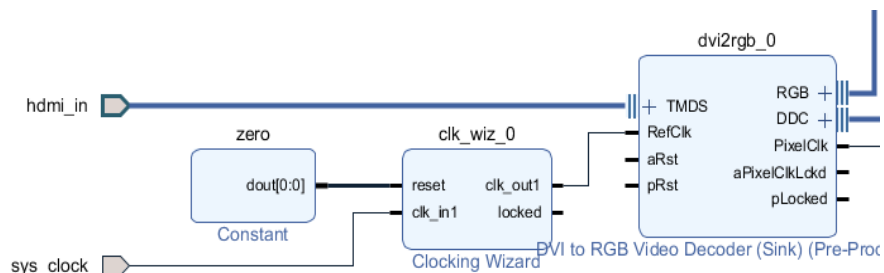 dvi2rgb_0
hdmi_in
TMDS
RGB
DDC
RefClk
PixelClk
aRst
aPixelClkLckd
pRst
pLocked
DVI to RGB Video Decoder (Sink) (Pre-Proc
zero
dout[0:0]
Constant
clk_wiz_0
reset
clk_out1
clk_in1
locked
Clocking Wizard
sys_clock